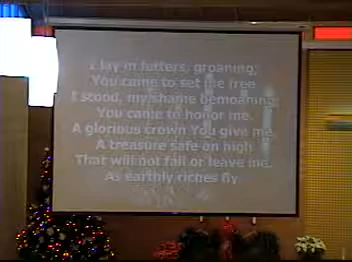 I lay in fetters, groaning;
You came to set me free
I stood, my shame bemoaning;
You came to honor me.
A glorious crown You give me,
A treasure safe on high
That will not fail or leave me.
As earthly riches fly